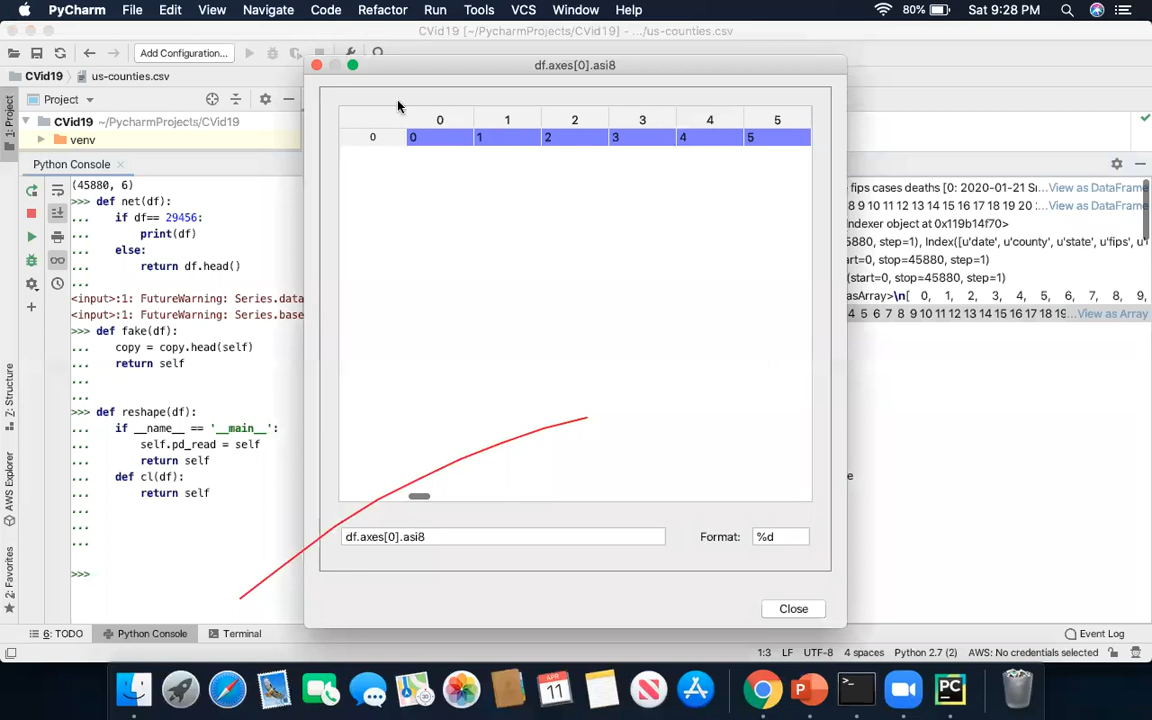 PyCharm File Edit View Navigate Code Refactor Run Tools VCS Window Help 80% Sat 9:28 PM
CVid19 [~/PycharmProjects/CVid19] - .../us-counties.csv
Add Configuration...
CVid19 us-counties.csv
df.axes[0].asi8
1: Project
Project
CVid19 ~/PycharmProjects/CVid19
venv
Python Console
0 1 2 3 4 5
0 0 1 2 3 4 5
(45880, 6)
>>> def net(df):
... if df== 29456:
... print(df)
... else:
... return df.head()
...
<input>:1: FutureWarning: Series.data
<input>:1: FutureWarning: Series.base
>>> def fake(df):
... copy = copy.head(self)
... return self
...
...
>>> def reshape(df):
... if __name__ == '__main__':
... self.pd_read = self
... return self
... def cl(df):
... return self
...
...
...
...
>>>
fips cases deaths [0: 2020-01-21 Sn...View as DataFrame
8 9 10 11 12 13 14 15 16 17 18 19 20 :...View as DataFrame
Indexer object at 0x119b14f70>
45880, step=1), Index([u'date', u'county', u'state', u'fips', u'
start=0, stop=45880, step=1)
(start=0, stop=45880, step=1)
asArray>\n[ 0, 1, 2, 3, 4, 5, 6, 7, 8, 9,
4 5 6 7 8 9 10 11 12 13 14 15 16 17 18 19...View as Array
e
7: Structure
AWS Explorer
2: Favorites
df.axes[0].asi8
Format: %d
Close
6: TODO Python Console Terminal Event Log
1:3 LF UTF-8 4 spaces Python 2.7 (2) AWS: No credentials selected
APR
11
PC